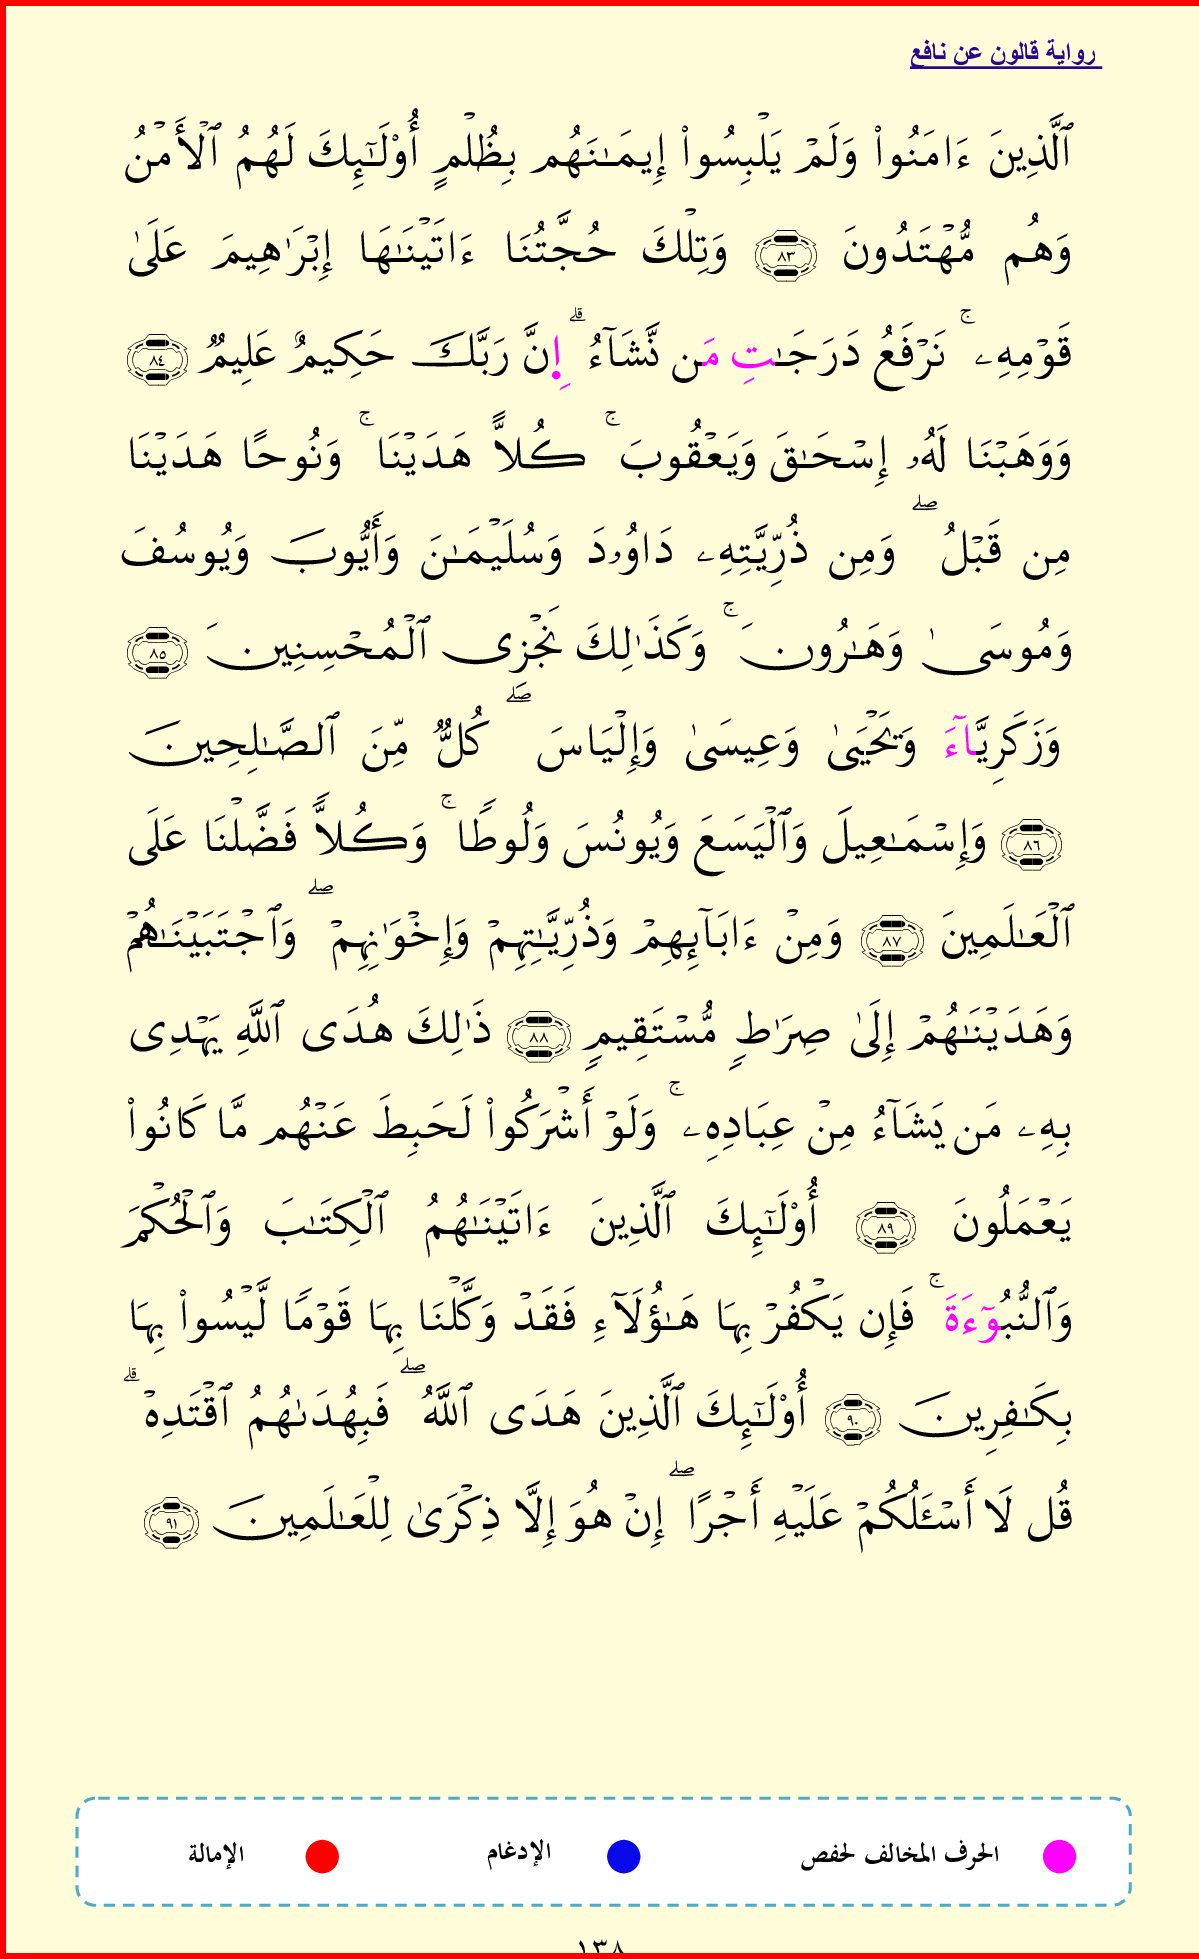 رواية قالون عن نافع
ٱلَّذِينَ ءَامَنُواْ وَلَمْ يَلْبِسُواْ إِيمَـٰنَهُم بِظُلْمٍ أُوْلَـٰٓئِكَ لَهُمُ ٱلْأَمْنُ
وَهُم مُّهْتَدُونَ ٨٣ وَتِلْكَ حُجَّتُنَا ءَاتَيْنَـٰهَا إِبْرَٰهِيمَ عَلَىٰ
قَوْمِهِۦ ۚ نَرْفَعُ دَرَجَـٰتِ مَن نَّشَآءُ ۗ إِنَّ رَبَّكَ حَكِيمٌ عَلِيمٌ ٨٤
وَوَهَبْنَا لَهُۥ إِسْحَـٰقَ وَيَعْقُوبَ ۚ كُلاًّ هَدَيْنَا ۚ وَنُوحًا هَدَيْنَا
مِن قَبْلُ ۖ وَمِن ذُرِّيَّتِهِۦ دَاوُۥدَ وَسُلَيْمَـٰنَ وَأَيُّوبَ وَيُوسُفَ
وَمُوسَىٰ وَهَـٰرُونَ ۚ وَكَذَٰلِكَ نَجْزِى ٱلْمُحْسِنِينَ ٨٥
وَزَكَرِيَّآءَ وَيَحْيَىٰ وَعِيسَىٰ وَإِلْيَاسَ ۖ كُلٌّ مِّنَ ٱلصَّـٰلِحِينَ
٨٦ وَإِسْمَـٰعِيلَ وَٱلْيَسَعَ وَيُونُسَ وَلُوطًا ۚ وَكُلاًّ فَضَّلْنَا عَلَى
ٱلْعَـٰلَمِينَ ٨٧ وَمِنْ ءَابَآئِهِمْ وَذُرِّيَّـٰتِهِمْ وَإِخْوَٰنِهِمْ ۖ وَٱجْتَبَيْنَـٰهُمْ
وَهَدَيْنَـٰهُمْ إِلَىٰ صِرَٰطٍ مُّسْتَقِيمٍ ٨٨ ذَٰلِكَ هُدَى ٱللَّهِ يَهْدِى
بِهِۦ مَن يَشَآءُ مِنْ عِبَادِهِۦ ۚ وَلَوْ أَشْرَكُواْ لَحَبِطَ عَنْهُم مَّا كَانُواْ
يَعْمَلُونَ ٨٩ أُوْلَـٰٓئِكَ ٱلَّذِينَ ءَاتَيْنَـٰهُمُ ٱلْكِتَـٰبَ وَٱلْحُكْمَ
وَٱلنُّبُوٓءَةَ ۚ فَإِن يَكْفُرْ بِهَا هَـٰٓؤُلَآءِ فَقَدْ وَكَّلْنَا بِهَا قَوْمًا لَّيْسُواْ بِهَا
بِكَـٰفِرِينَ ٩٠ أُوْلَـٰٓئِكَ ٱلَّذِينَ هَدَى ٱللَّهُ ۖ فَبِهُدَىٰهُمُ ٱقْتَدِهْ ۗ
قُل لَا أَسْـَٔلُكُمْ عَلَيْهِ أَجْرًا ۖ إِنْ هُوَ إِلَّا ذِكْرَىٰ لِلْعَـٰلَمِينَ ٩١
الحرف المخالف لحفص الإدغام الإمالة
١٣٨